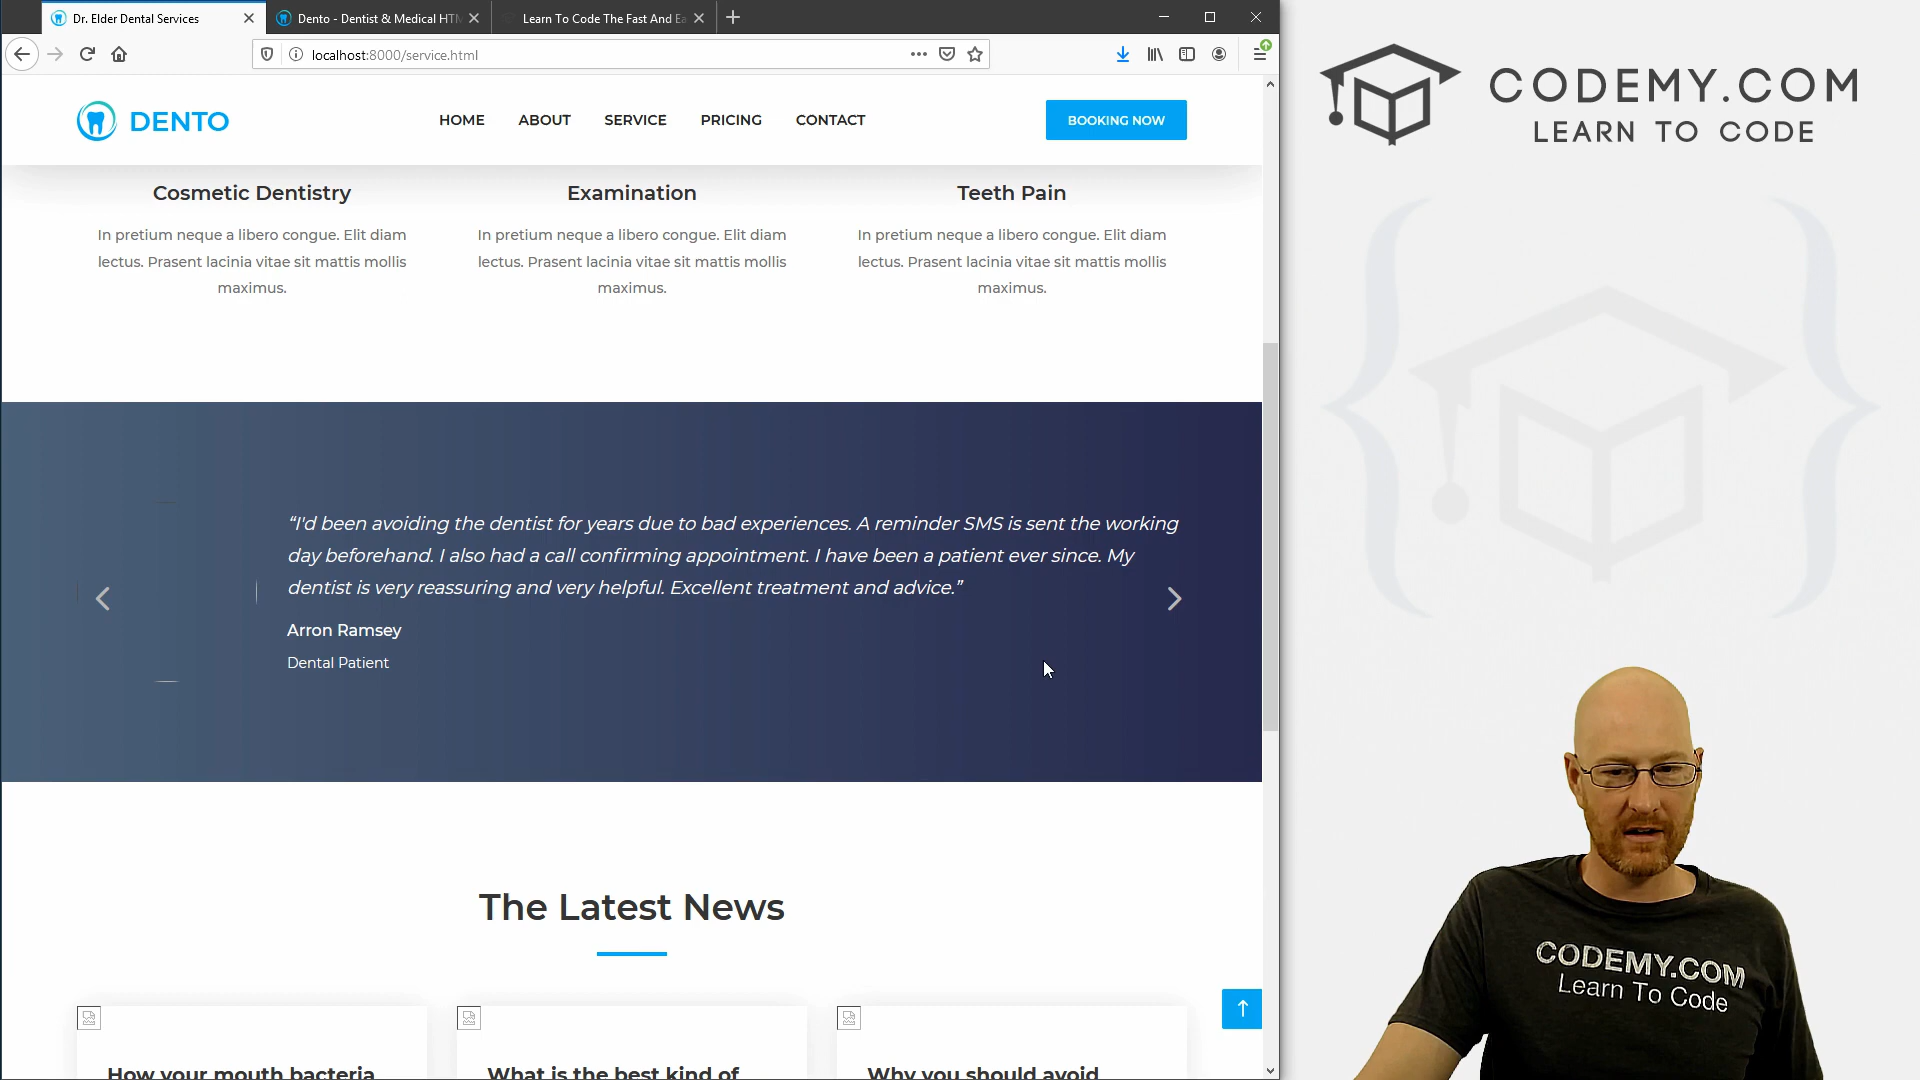 Dr. Elder Dental Services
Dento - Dentist & Medical HTM
Learn To Code The Fast And Ea
localhost:8000/service.html
DENTO
HOME
ABOUT
SERVICE
PRICING
CONTACT
BOOKING NOW
CODEMY.COM
LEARN TO CODE
Cosmetic Dentistry
In pretium neque a libero congue. Elit diam
lectus. Prasent lacinia vitae sit mattis mollis
maximus.
Examination
In pretium neque a libero congue. Elit diam
lectus. Prasent lacinia vitae sit mattis mollis
maximus.
Teeth Pain
In pretium neque a libero congue. Elit diam
lectus. Prasent lacinia vitae sit mattis mollis
maximus.
“I'd been avoiding the dentist for years due to bad experiences. A reminder SMS is sent the working
day beforehand. I also had a call confirming appointment. I have been a patient ever since. My
dentist is very reassuring and very helpful. Excellent treatment and advice.”
Arron Ramsey
Dental Patient
The Latest News
How your mouth bacteria
What is the best kind of
Why you should avoid
CODEMY.COM
Learn To Code